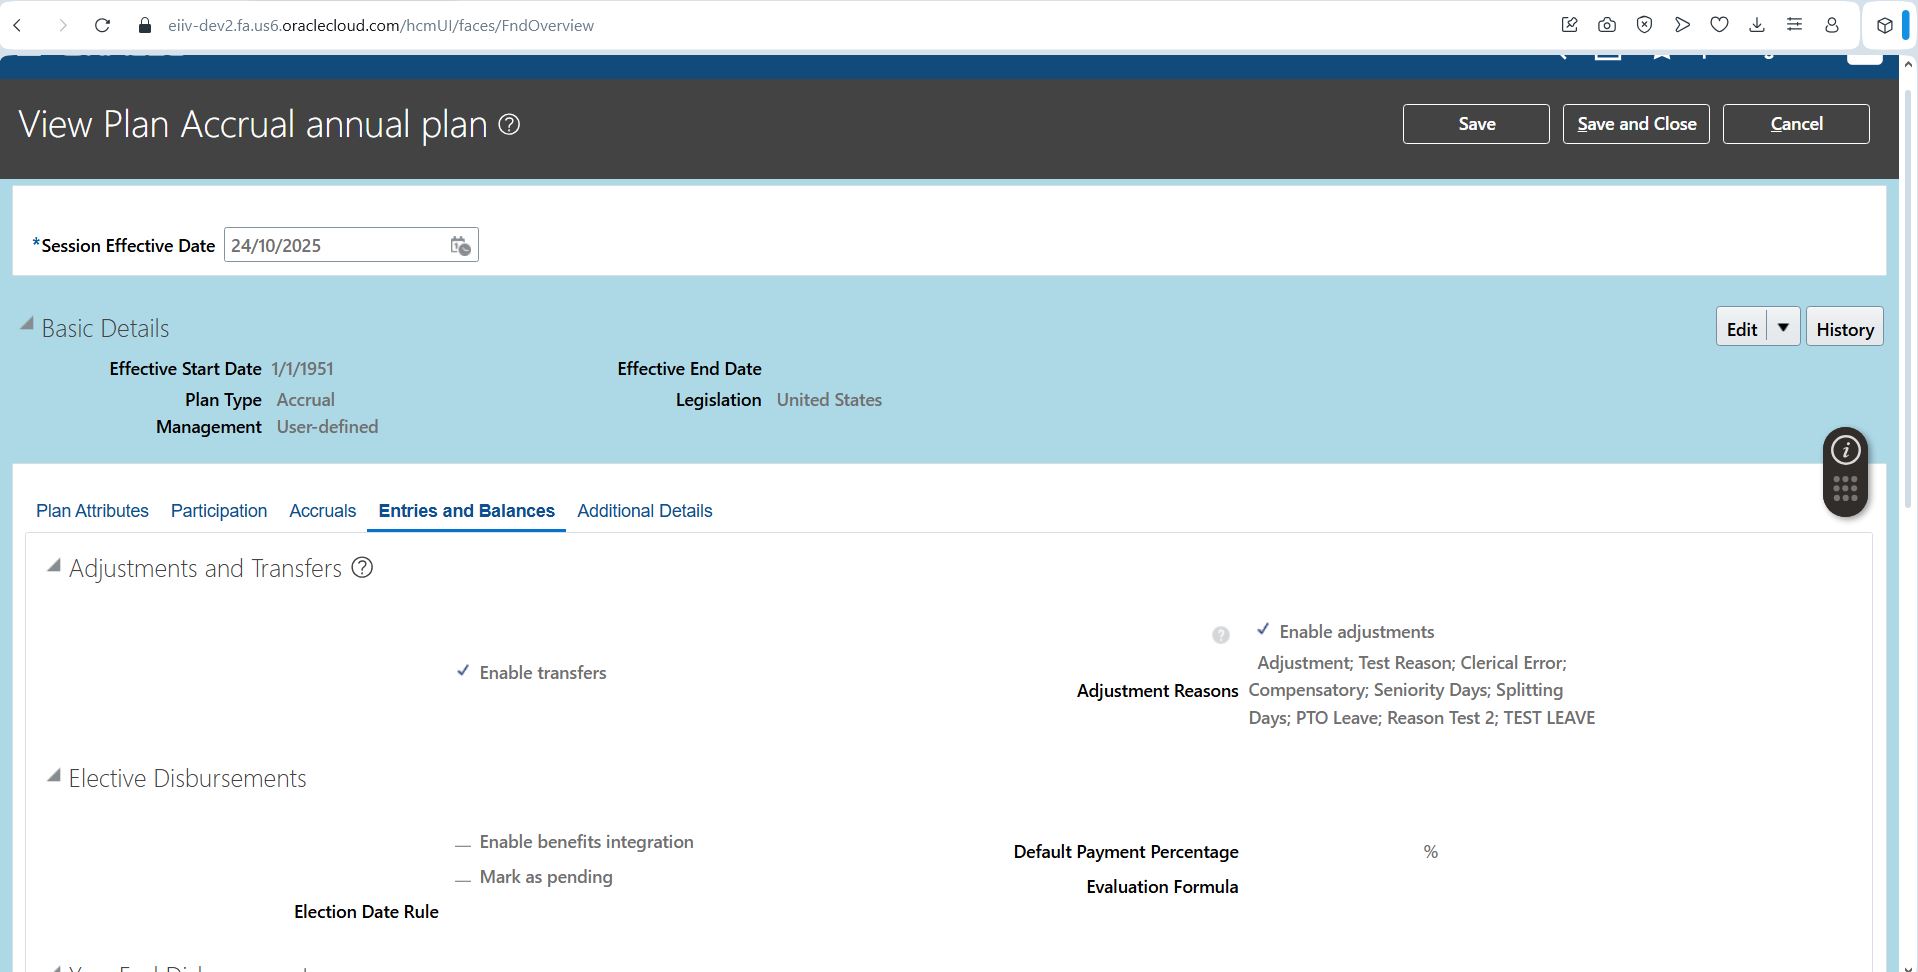 eiiv-dev2.fa.us6.oraclecloud.com/hcmUI/faces/FndOverview
View Plan Accrual annual plan ?
Save Save and Close Cancel
*Session Effective Date 24/10/2025
Basic Details
Edit History
Effective Start Date 1/1/1951 Effective End Date
Plan Type Accrual Legislation United States
Management User-defined
Plan Attributes Participation Accruals Entries and Balances Additional Details
Adjustments and Transfers ?
? Enable adjustments
Enable transfers
Adjustment Reasons Adjustment; Test Reason; Clerical Error;
Compensatory; Seniority Days; Splitting
Days; PTO Leave; Reason Test 2; TEST LEAVE
Elective Disbursements
Enable benefits integration
Default Payment Percentage %
Mark as pending
Evaluation Formula
Election Date Rule